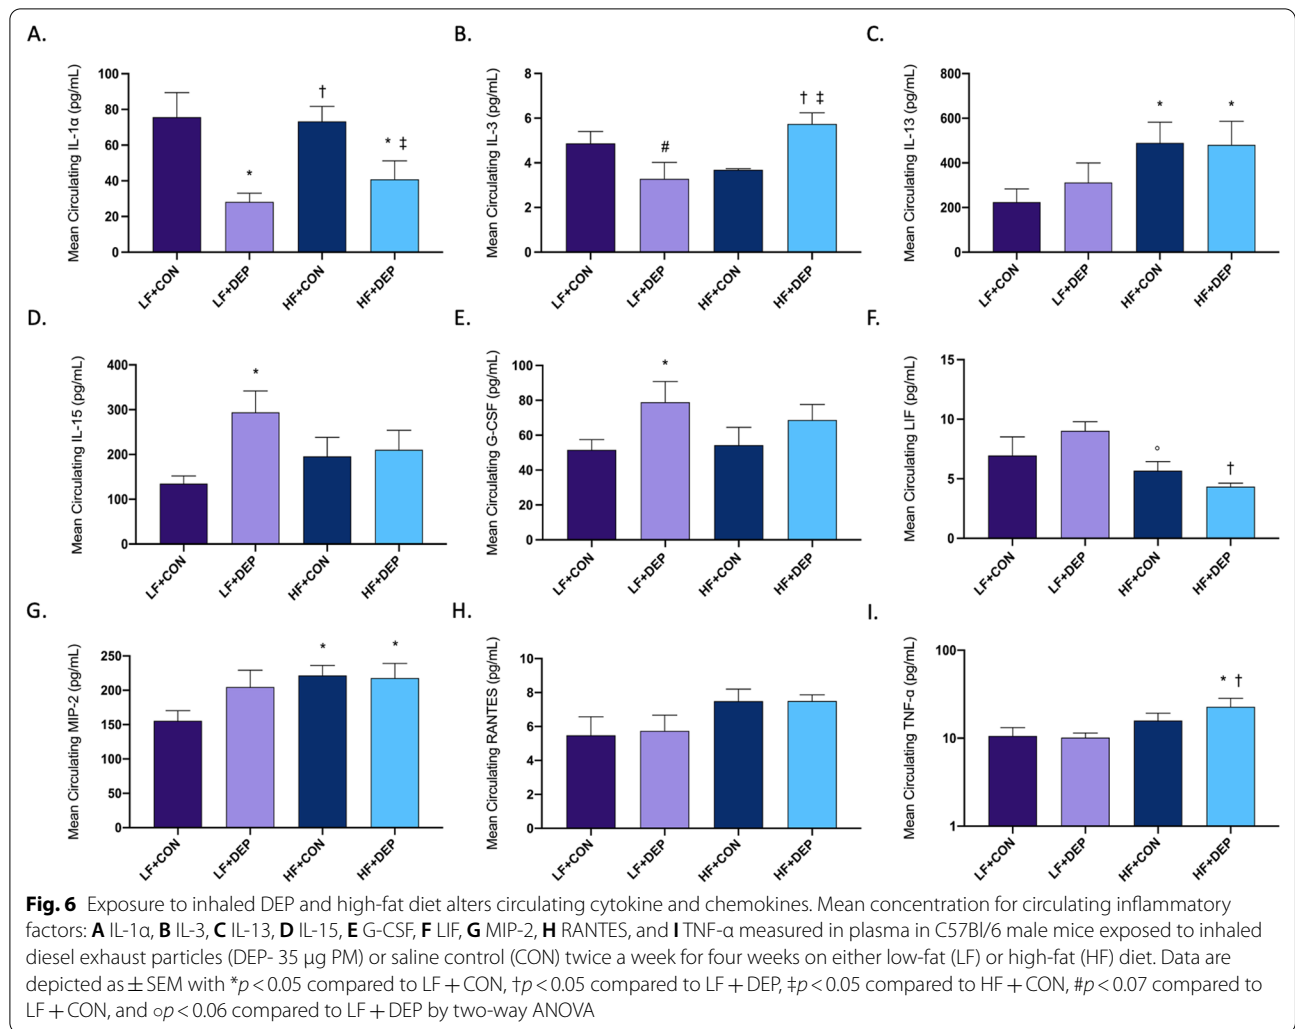 A.
Mean Circulating IL-1α (pg/mL)
100
80
60
40
20
0
†
*
* ‡
LF+CON
LF+DEP
HF+CON
HF+DEP
B.
Mean Circulating IL-3 (pg/mL)
8
6
4
2
0
#
† ‡
LF+CON
LF+DEP
HF+CON
HF+DEP
C.
Mean Circulating IL-13 (pg/mL)
800
600
400
200
0
*
*
LF+CON
LF+DEP
HF+CON
HF+DEP
D.
Mean Circulating IL-15 (pg/mL)
400
300
200
100
0
*
LF+CON
LF+DEP
HF+CON
HF+DEP
E.
Mean Circulating G-CSF (pg/mL)
100
80
60
40
20
0
*
LF+CON
LF+DEP
HF+CON
HF+DEP
F.
Mean Circulating LIF (pg/mL)
15
10
5
0
°
†
LF+CON
LF+DEP
HF+CON
HF+DEP
G.
Mean Circulating MIP-2 (pg/mL)
250
200
150
100
50
0
*
*
LF+CON
LF+DEP
HF+CON
HF+DEP
H.
Mean Circulating RANTES (pg/mL)
10
8
6
4
2
0
LF+CON
LF+DEP
HF+CON
HF+DEP
I.
Mean Circulating TNF-α (pg/mL)
100
10
1
* †
LF+CON
LF+DEP
HF+CON
HF+DEP
Fig. 6 Exposure to inhaled DEP and high-fat diet alters circulating cytokine and chemokines. Mean concentration for circulating inflammatory
factors: A IL-1α, B IL-3, C IL-13, D IL-15, E G-CSF, F LIF, G MIP-2, H RANTES, and I TNF-α measured in plasma in C57Bl/6 male mice exposed to inhaled
diesel exhaust particles (DEP- 35 μg PM) or saline control (CON) twice a week for four weeks on either low-fat (LF) or high-fat (HF) diet. Data are
depicted as ± SEM with *p < 0.05 compared to LF + CON, †p < 0.05 compared to LF + DEP, ‡p < 0.05 compared to HF + CON, #p < 0.07 compared to
LF + CON, and ○p < 0.06 compared to LF + DEP by two-way ANOVA